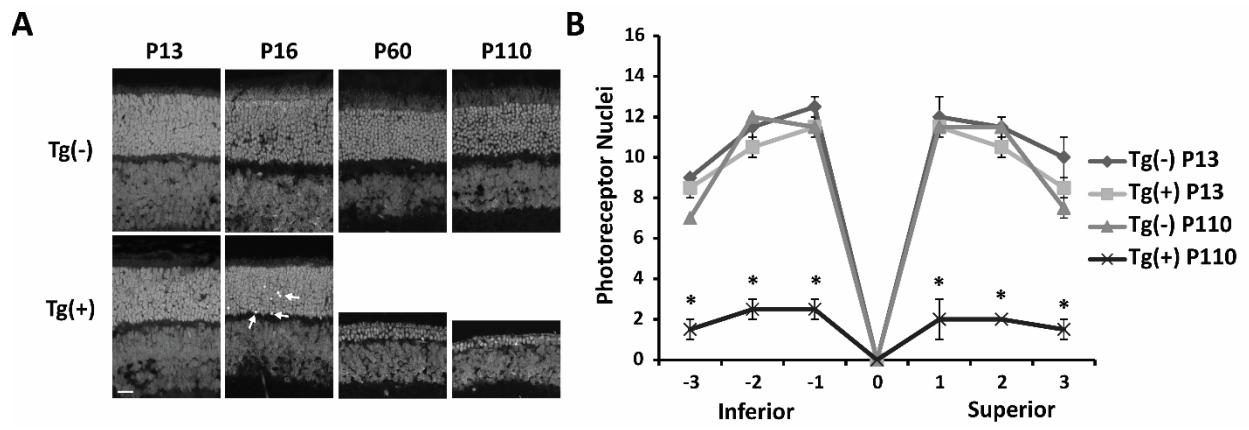 A
P13 P16 P60 P110
Tg(-)
Tg(+)
B
Photoreceptor Nuclei
16
14
12
10
8
6
4
2
0
* * * * * *
-3 -2 -1 0 1 2 3
Inferior Superior
Tg(-) P13
Tg(+) P13
Tg(-) P110
Tg(+) P110